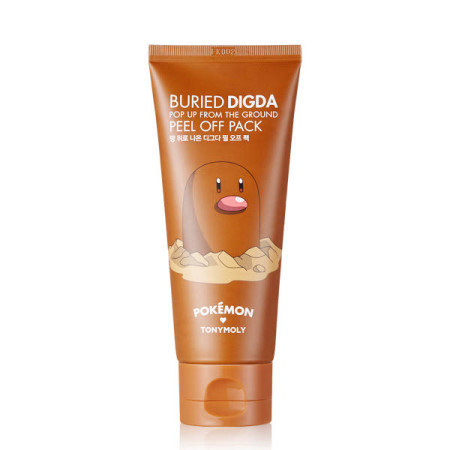 BURIED DIGDA
POP UP FROM THE GROUND
PEEL OFF PACK
땅 위로 나온 디그다 필 오프 팩
POKÉMON
TONYMOLY